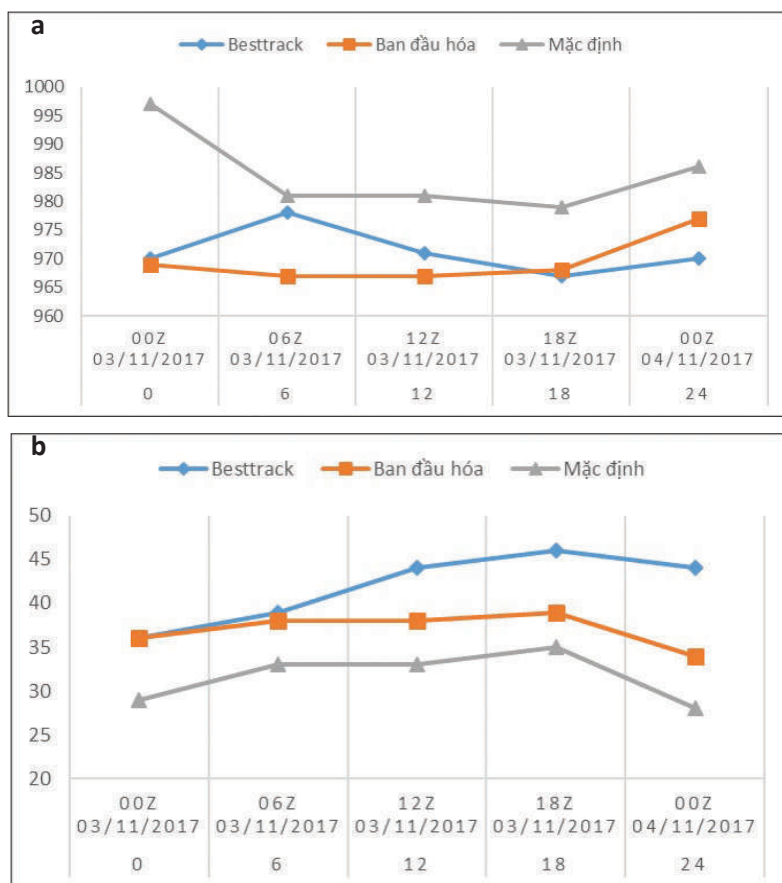 a
Besttrack Ban đầu hóa Mặc định
1000
995
990
985
980
975
970
965
960
00Z 06Z 12Z 18Z 00Z
03/11/2017 03/11/2017 03/11/2017 03/11/2017 04/11/2017
0 6 12 18 24
b
Besttrack Ban đầu hóa Mặc định
50
45
40
35
30
25
20
00Z 06Z 12Z 18Z 00Z
03/11/2017 03/11/2017 03/11/2017 03/11/2017 04/11/2017
0 6 12 18 24